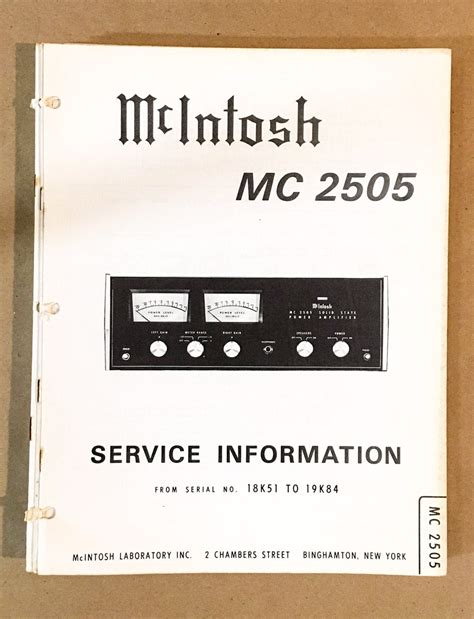 McIntosh
MC 2505
McIntosh
MC 2505 SOLID STATE
POWER AMPLIFIER
POWER LEVEL
POWER LEVEL
LEFT GAIN
METER RANGE
RIGHT GAIN
SPEAKERS
POWER
SERVICE INFORMATION
FROM SERIAL NO. 18K51 TO 19K84
MC 2505
McINTOSH LABORATORY INC. 2 CHAMBERS STREET BINGHAMTON, NEW YORK